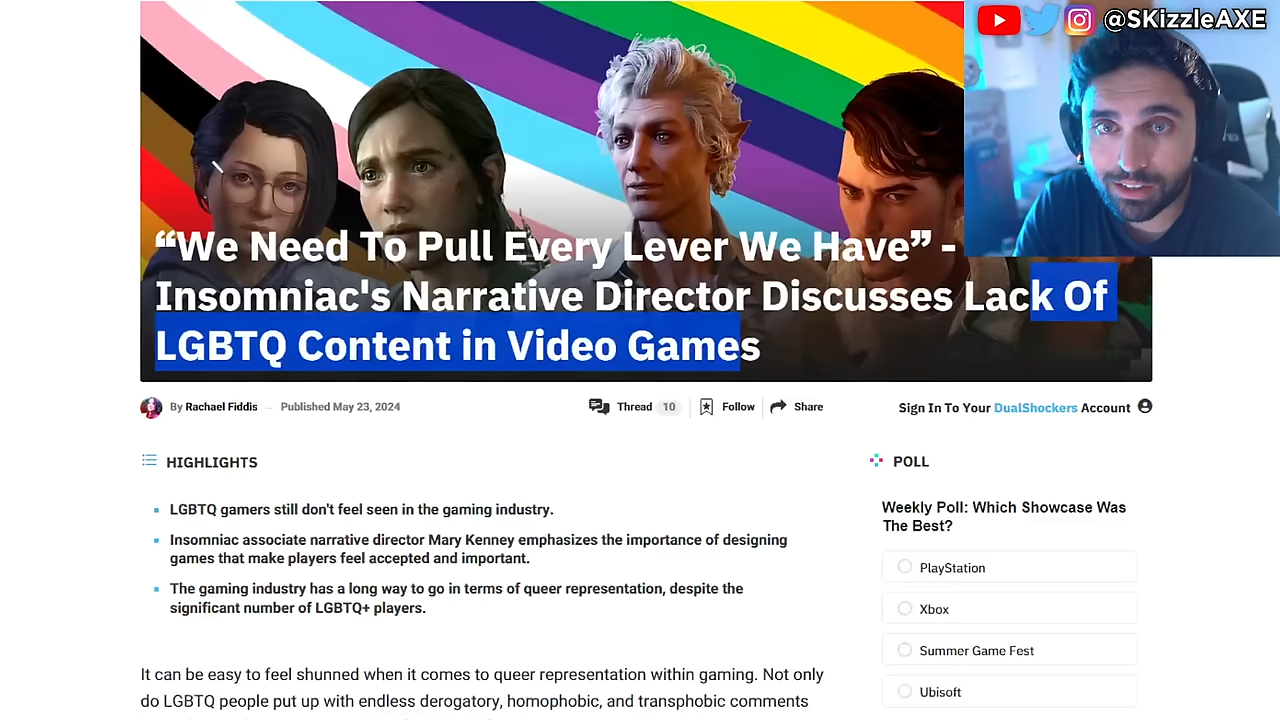 @SKizzleAXE
“We Need To Pull Every Lever We Have” -
Insomniac's Narrative Director Discusses Lack Of
LGBTQ Content in Video Games
By Rachael Fiddis
Published May 23, 2024
Thread 10
Follow
Share
Sign In To Your DualShockers Account
HIGHLIGHTS
LGBTQ gamers still don't feel seen in the gaming industry.
Insomniac associate narrative director Mary Kenney emphasizes the importance of designing
games that make players feel accepted and important.
The gaming industry has a long way to go in terms of queer representation, despite the
significant number of LGBTQ+ players.
It can be easy to feel shunned when it comes to queer representation within gaming. Not only
do LGBTQ people put up with endless derogatory, homophobic, and transphobic comments
POLL
Weekly Poll: Which Showcase Was
The Best?
PlayStation
Xbox
Summer Game Fest
Ubisoft